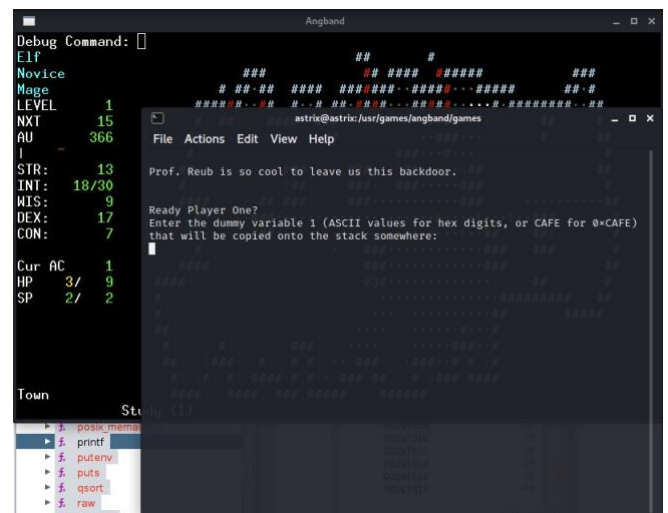 Angband
Debug Command:
Elf
Novice
Mage
LEVEL 1
NXT 15
AU 366
STR: 13
INT: 18/30
WIS: 9
DEX: 17
CON: 7
Cur AC 1
HP 3/ 9
SP 2/ 2
Town
astrix@astrix:/usr/games/angband/games
File Actions Edit View Help
Prof. Reub is so cool to leave us this backdoor.
Ready Player One?
Enter the dummy variable 1 (ASCII values for hex digits, or CAFE for 0×CAFE)
that will be copied onto the stack somewhere:
Study (1)
f. printf
f. putenv
f. puts
f. qsort
f. raw